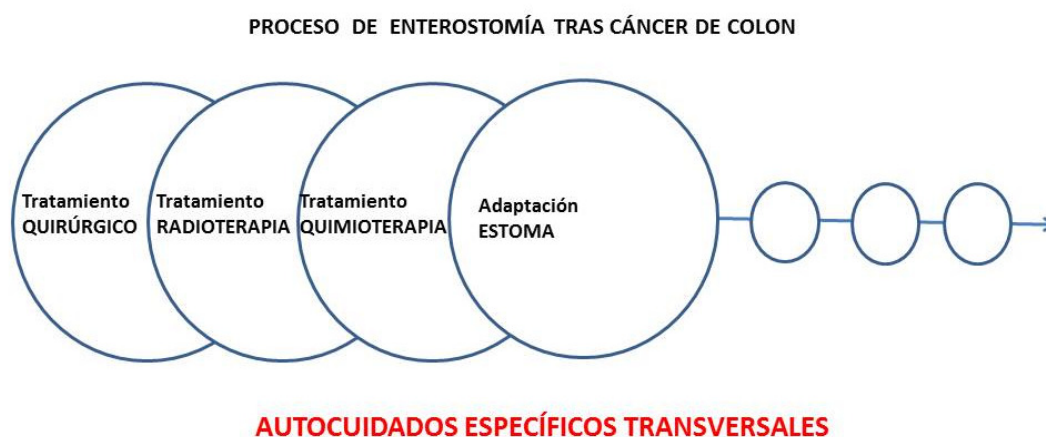 PROCESO DE ENTEROSTOMÍA TRAS CÁNCER DE COLON
Tratamiento
QUIRÚRGICO
Tratamiento
RADIOTERAPIA
Tratamiento
QUIMIOTERAPIA
Adaptación
ESTOMA
AUTOCUIDADOS ESPECÍFICOS TRANSVERSALES